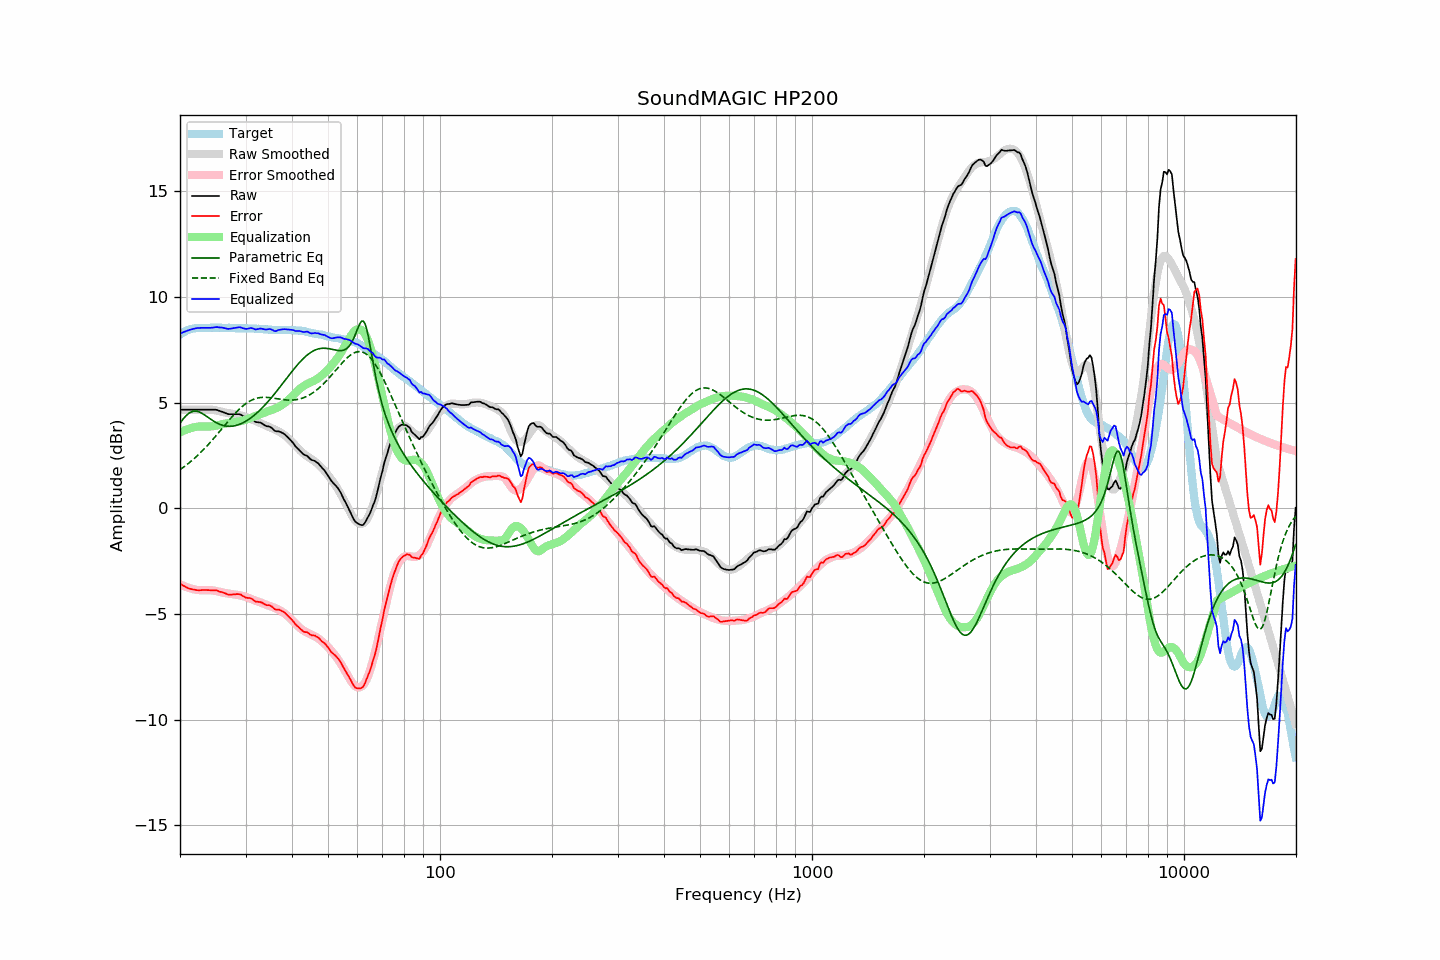 SoundMAGIC HP200
Target
Raw Smoothed
Error Smoothed
Raw
Error
Equalization
Parametric Eq
Fixed Band Eq
Equalized
15
10
5
0
−5
−10
−15
Amplitude (dBr)
100
1000
10000
Frequency (Hz)